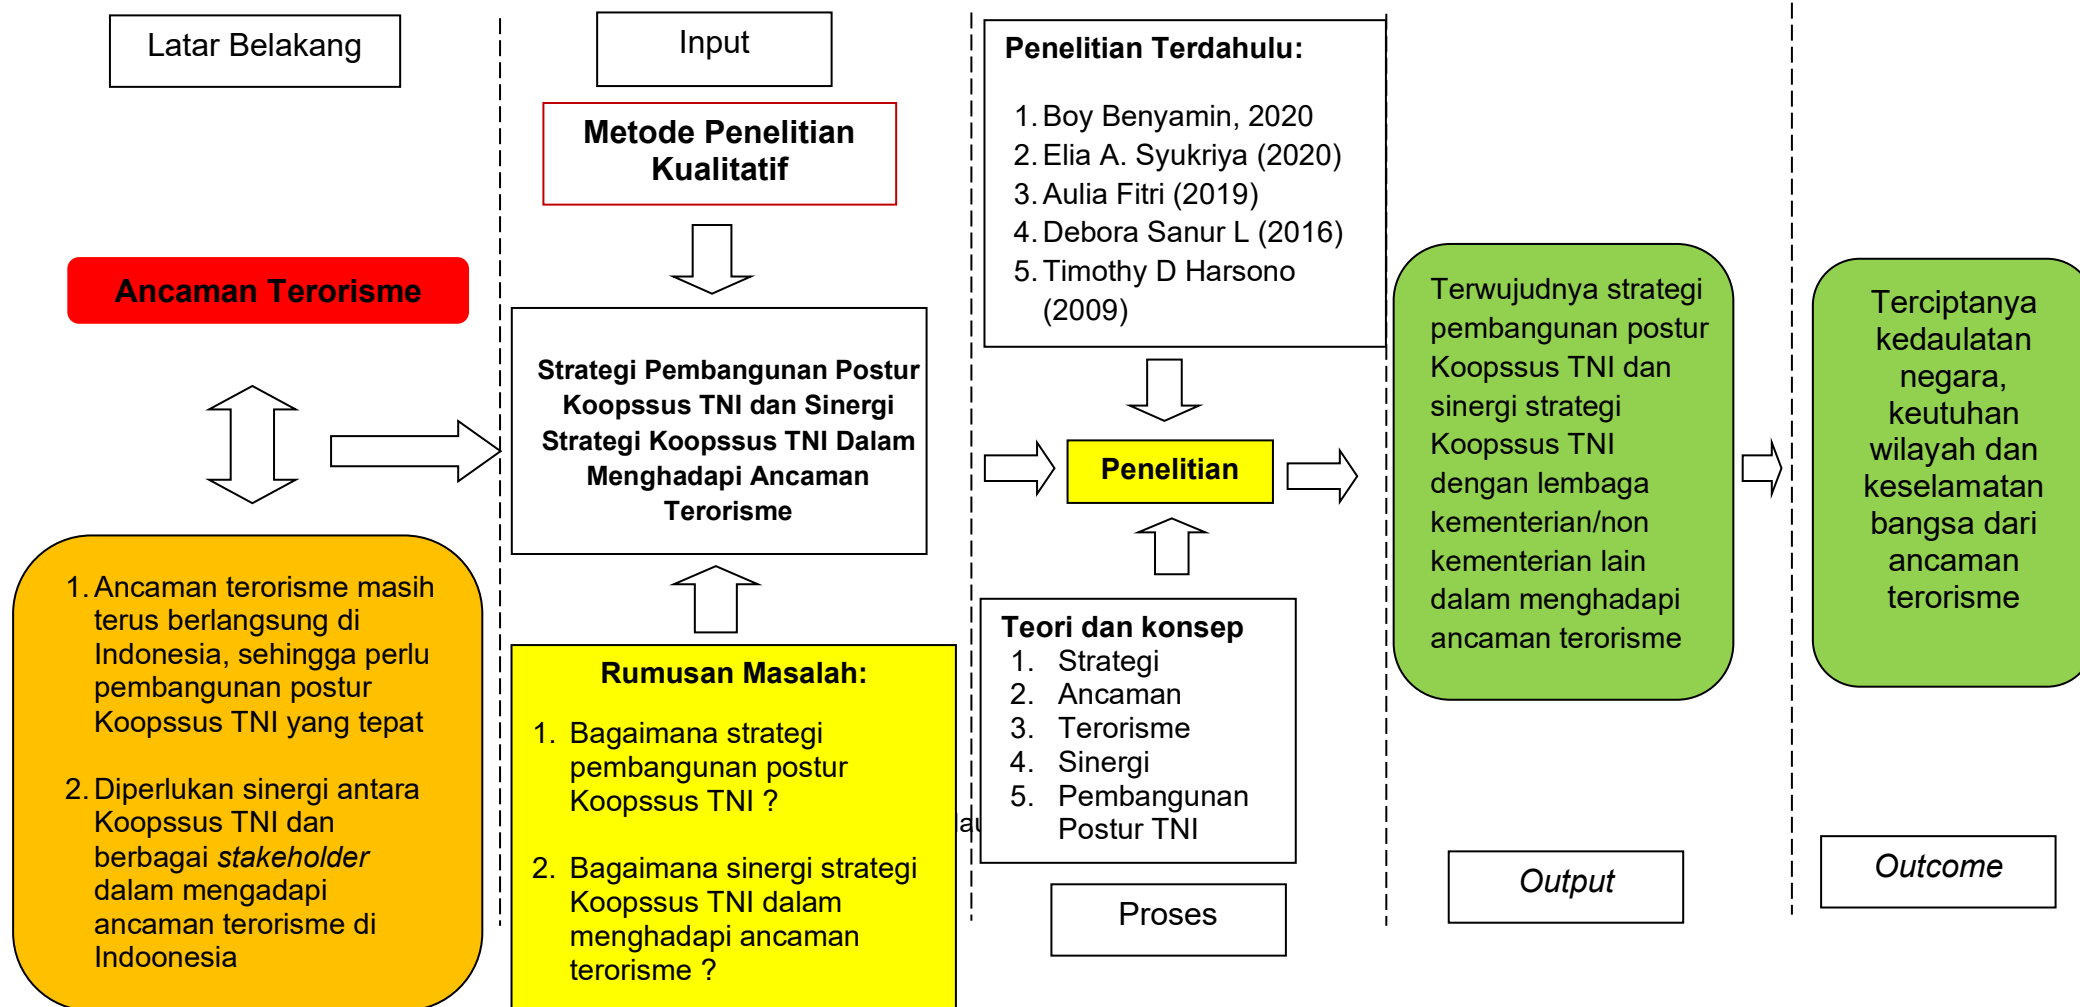 Latar Belakang
Ancaman Terorisme
1. Ancaman terorisme masih
terus berlangsung di
Indonesia, sehingga perlu
pembangunan postur
Koopssus TNI yang tepat
2. Diperlukan sinergi antara
Koopssus TNI dan
berbagai stakeholder
dalam mengadapi
ancaman terorisme di
Indoonesia
Input
Metode Penelitian
Kualitatif
Strategi Pembangunan Postur
Koopssus TNI dan Sinergi
Strategi Koopssus TNI Dalam
Menghadapi Ancaman
Terorisme
Rumusan Masalah:
1. Bagaimana strategi
pembangunan postur
Koopssus TNI ?
2. Bagaimana sinergi strategi
Koopssus TNI dalam
menghadapi ancaman
terorisme ?
Penelitian Terdahulu:
1. Boy Benyamin, 2020
2. Elia A. Syukriya (2020)
3. Aulia Fitri (2019)
4. Debora Sanur L (2016)
5. Timothy D Harsono
(2009)
Penelitian
Teori dan konsep
1. Strategi
2. Ancaman
3. Terorisme
4. Sinergi
5. Pembangunan
Postur TNI
Proses
Terwujudnya strategi
pembangunan postur
Koopssus TNI dan
sinergi strategi
Koopssus TNI
dengan lembaga
kementerian/non
kementerian lain
dalam menghadapi
ancaman terorisme
Output
Terciptanya
kedaulatan
negara,
keutuhan
wilayah dan
keselamatan
bangsa dari
ancaman
terorisme
Outcome